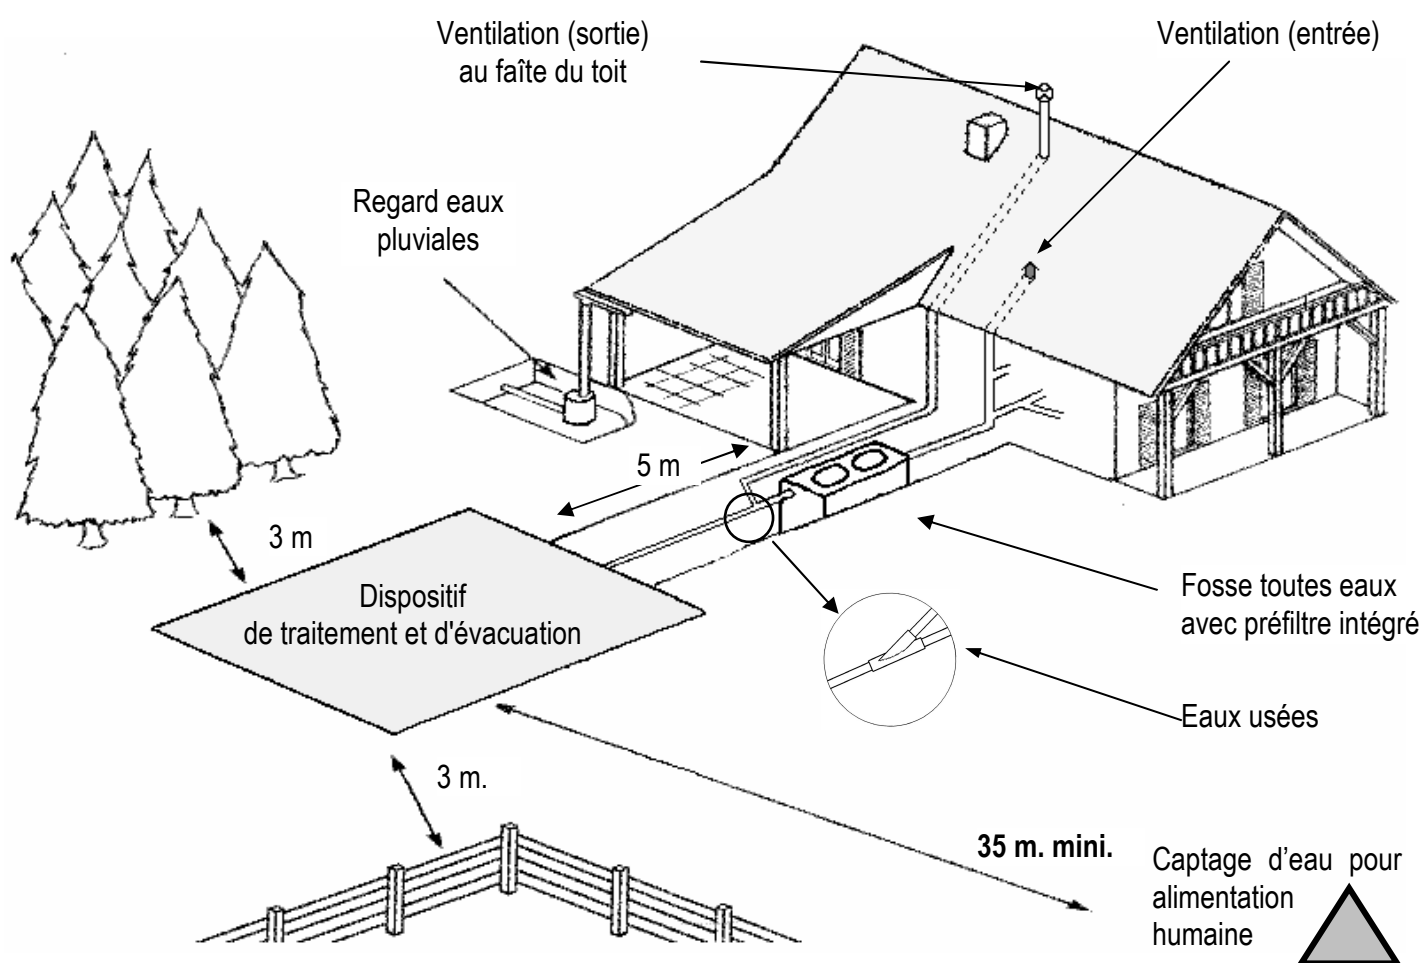 Ventilation (sortie)
au faîte du toit
Ventilation (entrée)
Regard eaux
pluviales
5 m
3 m
Dispositif
de traitement et d'évacuation
Fosse toutes eaux
avec préfiltre intégré
Eaux usées
3 m.
35 m. mini.
Captage d’eau pour
alimentation
humaine